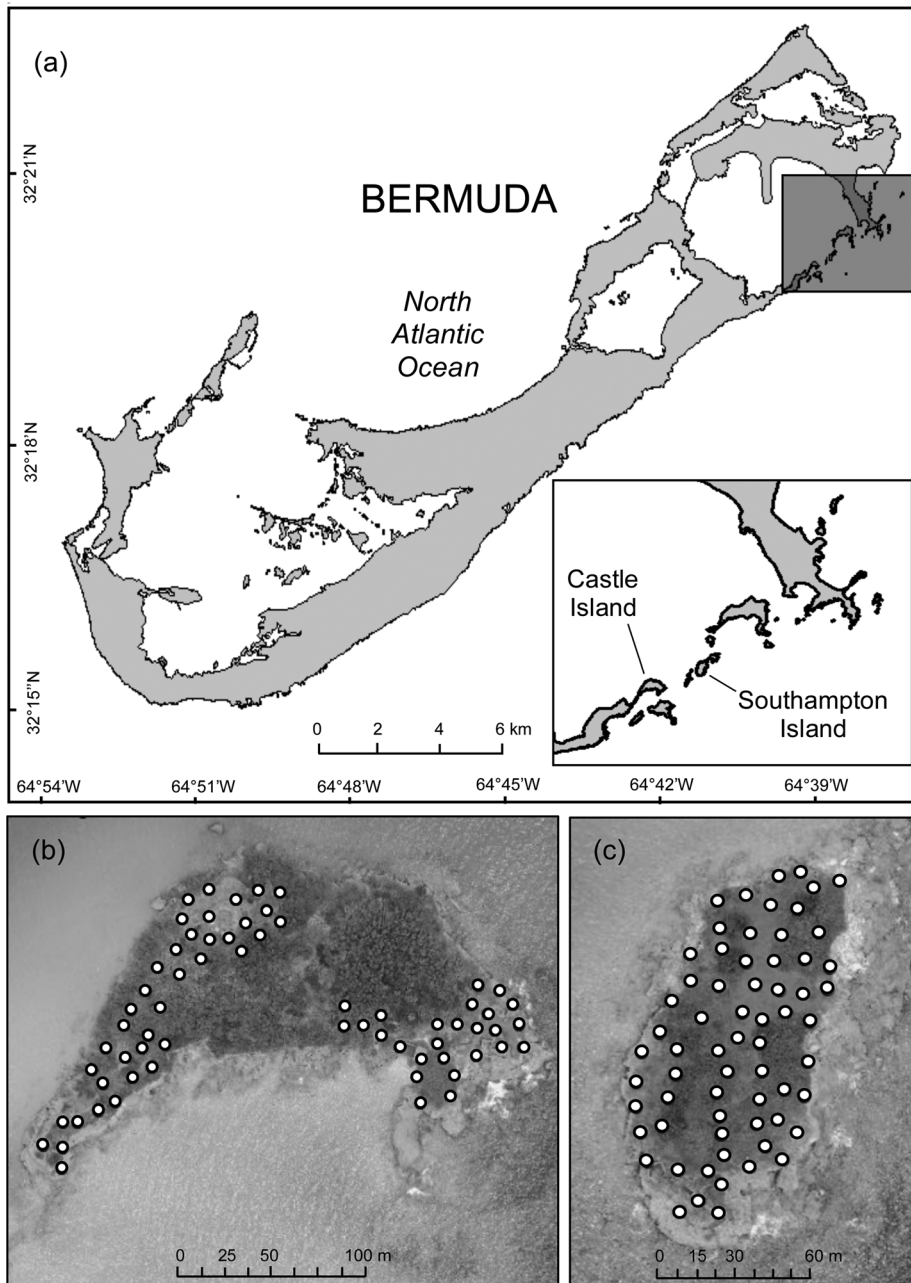 (a)
32°21'N
BERMUDA
North
Atlantic
Ocean
32°18'N
Castle
Island
Southampton
Island
32°15"N
0 2 4 6 km
64°54'W 64°51'W 64°48'W 64°45'W 64°42'W 64°39'W
(b)
(c)
0 25 50 100 m
0 15 30 60 m